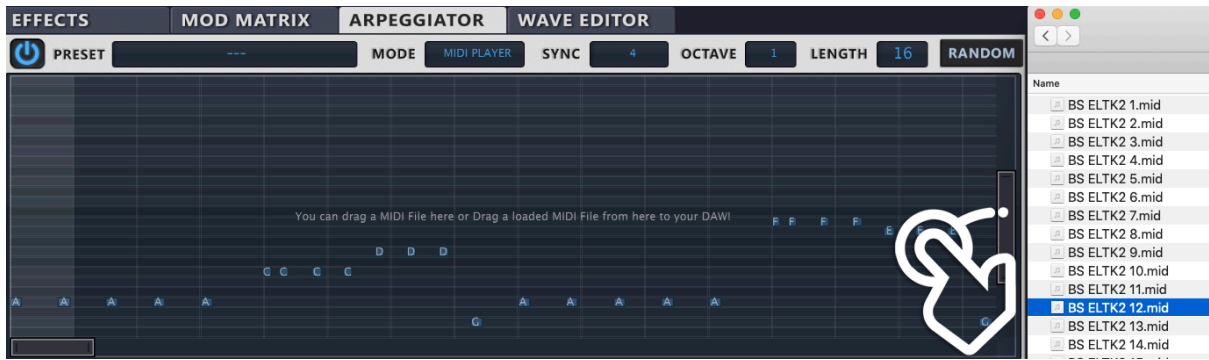 EFFECTS MOD MATRIX ARPEGGIATOR WAVE EDITOR
PRESET --- MODE MIDI PLAYER SYNC 4 OCTAVE 1 LENGTH 16 RANDOM
You can drag a MIDI File here or Drag a loaded MIDI File from here to your DAW!
F F F F
E E E
D D D
C C C C
A A A A A A A A A A
G G
Name
BS ELTK2 1.mid
BS ELTK2 2.mid
BS ELTK2 3.mid
BS ELTK2 4.mid
BS ELTK2 5.mid
BS ELTK2 6.mid
BS ELTK2 7.mid
BS ELTK2 8.mid
BS ELTK2 9.mid
BS ELTK2 10.mid
BS ELTK2 11.mid
BS ELTK2 12.mid
BS ELTK2 13.mid
BS ELTK2 14.mid